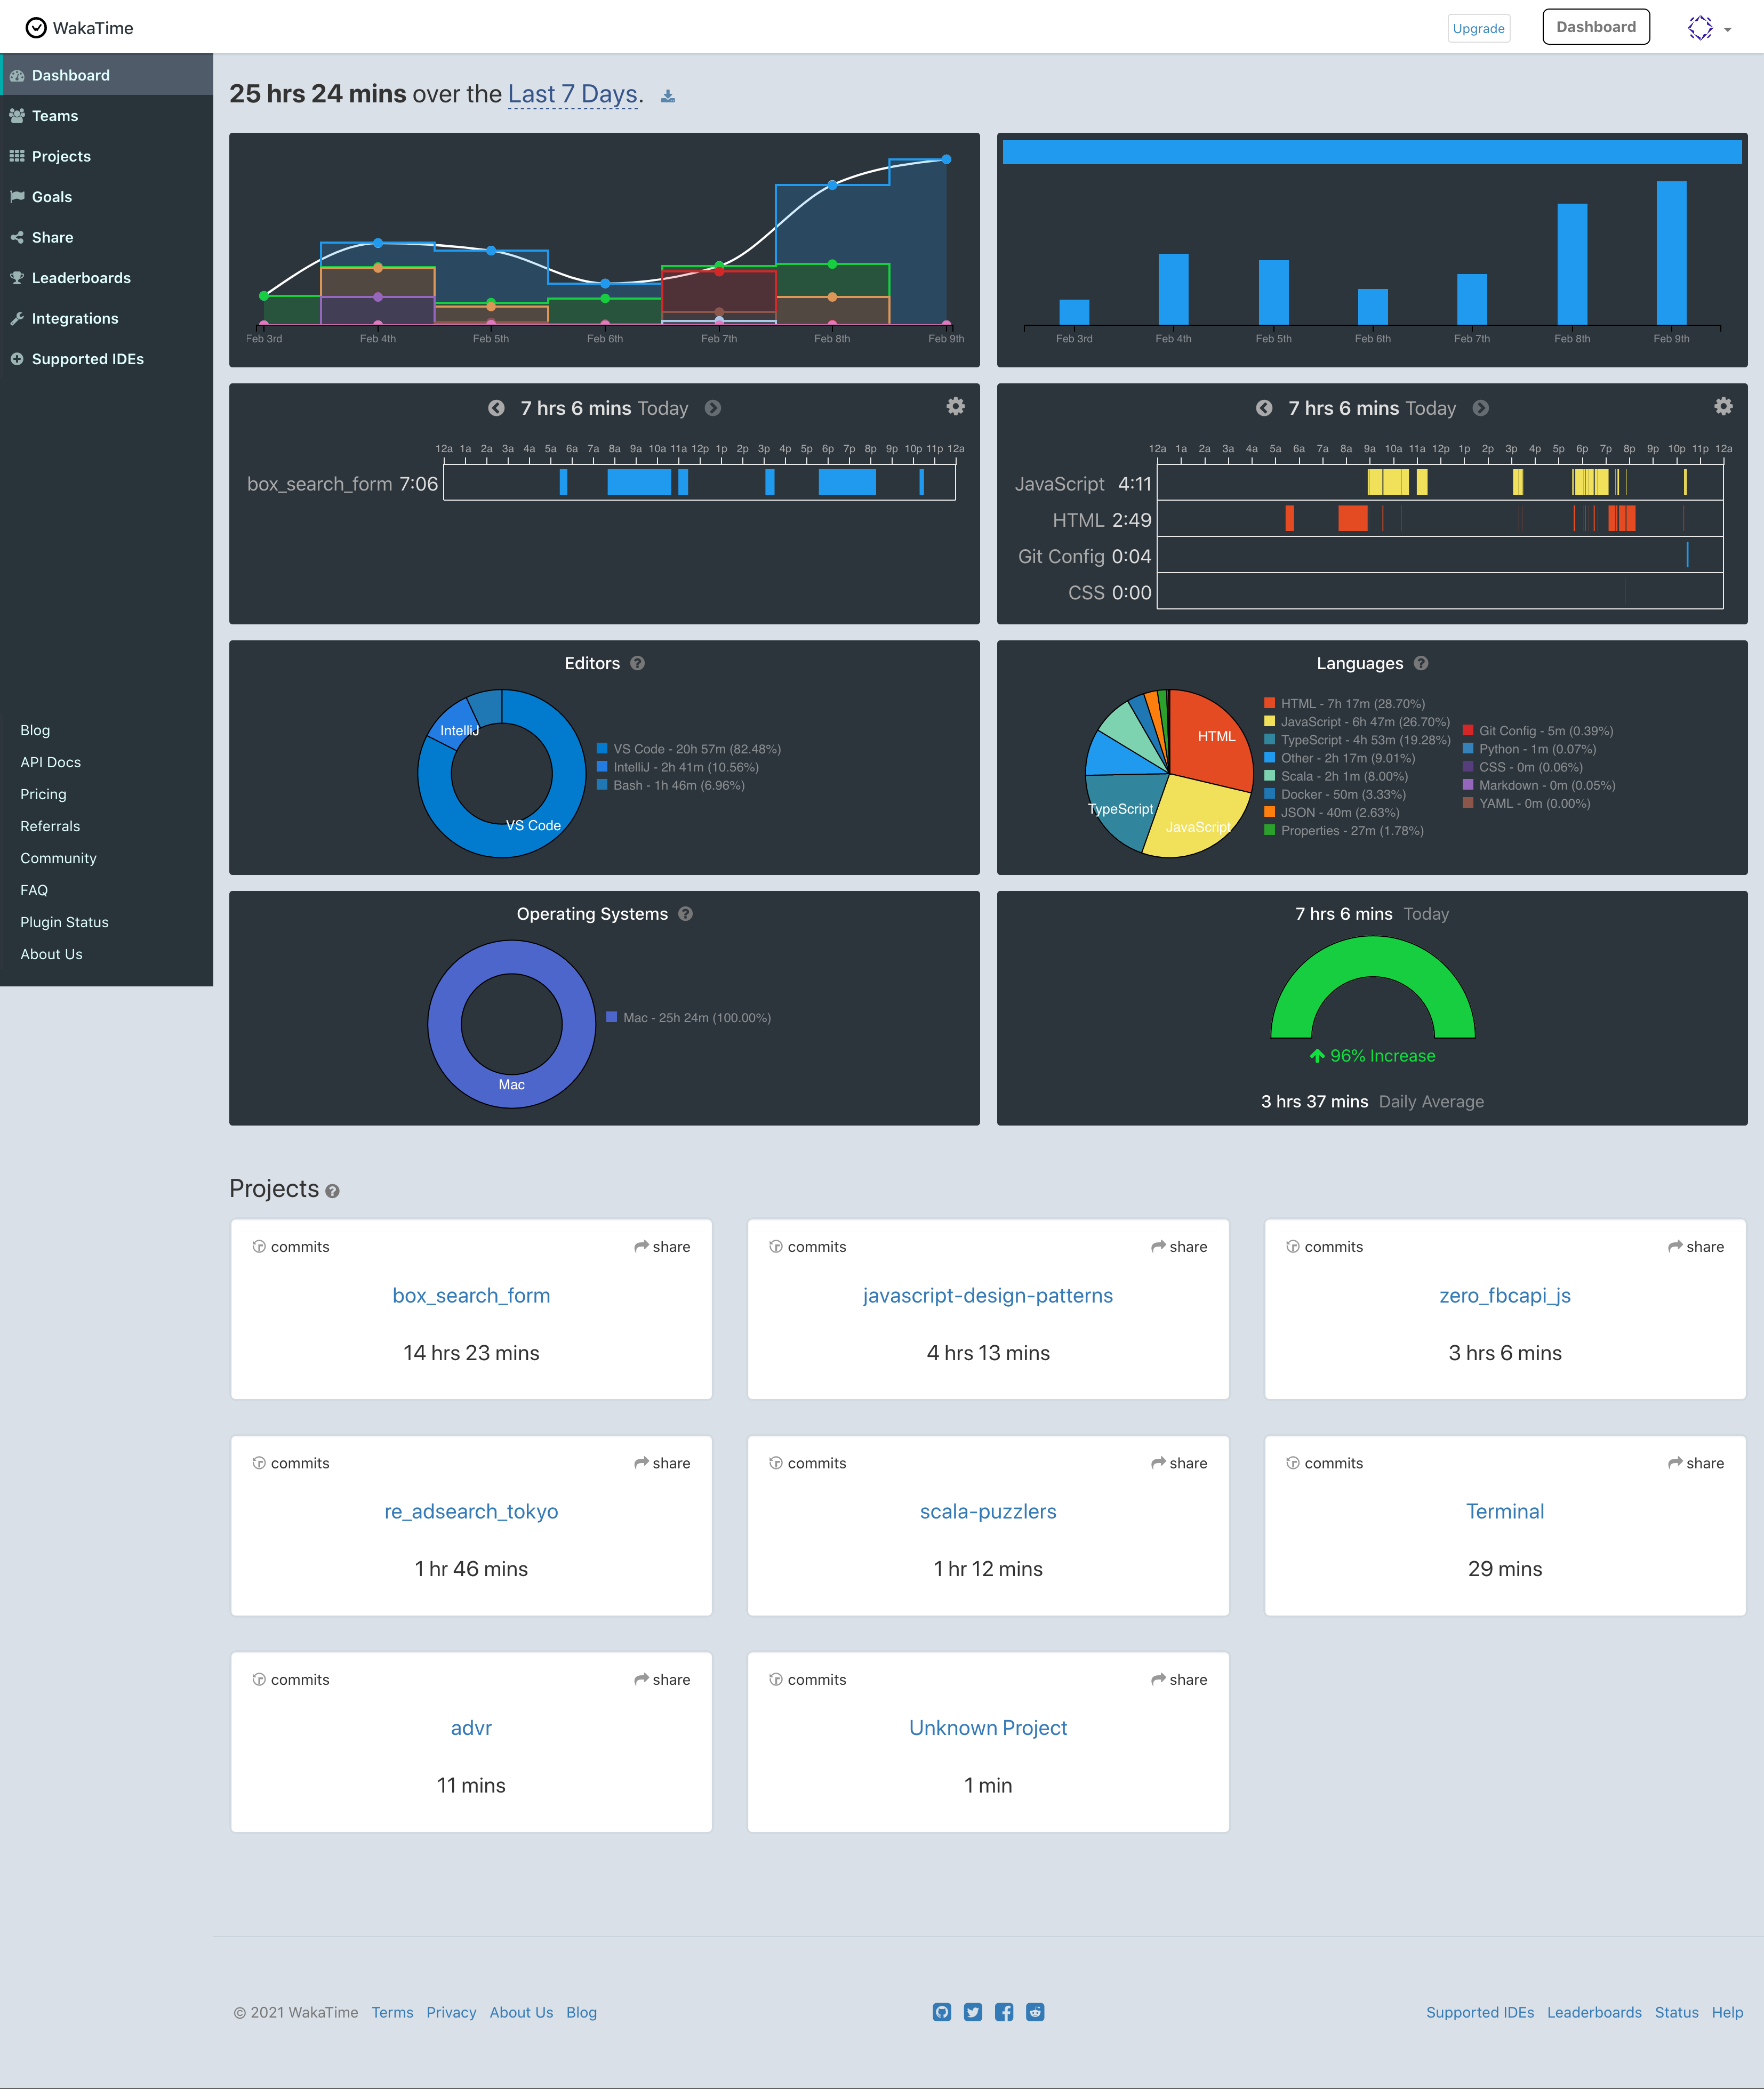 WakaTime
Upgrade
Dashboard
Dashboard
Teams
Projects
Goals
Share
Leaderboards
Integrations
Supported IDEs
Blog
API Docs
Pricing
Referrals
Community
FAQ
Plugin Status
About Us
25 hrs 24 mins over the Last 7 Days.
Feb 3rd Feb 4th Feb 5th Feb 6th Feb 7th Feb 8th Feb 9th
Feb 3rd Feb 4th Feb 5th Feb 6th Feb 7th Feb 8th Feb 9th
7 hrs 6 mins Today
12a 1a 2a 3a 4a 5a 6a 7a 8a 9a 10a 11a 12p 1p 2p 3p 4p 5p 6p 7p 8p 9p 10p 11p 12a
box_search_form 7:06
7 hrs 6 mins Today
12a 1a 2a 3a 4a 5a 6a 7a 8a 9a 10a 11a 12p 1p 2p 3p 4p 5p 6p 7p 8p 9p 10p 11p 12a
JavaScript 4:11
HTML 2:49
Git Config 0:04
CSS 0:00
Editors
IntelliJ
VS Code
VS Code - 20h 57m (82.48%)
IntelliJ - 2h 41m (10.56%)
Bash - 1h 46m (6.96%)
Languages
HTML
TypeScript
JavaScript
HTML - 7h 17m (28.70%)
JavaScript - 6h 47m (26.70%)
TypeScript - 4h 53m (19.28%)
Other - 2h 17m (9.01%)
Scala - 2h 1m (8.00%)
Docker - 50m (3.33%)
JSON - 40m (2.63%)
Properties - 27m (1.78%)
Git Config - 5m (0.39%)
Python - 1m (0.07%)
CSS - 0m (0.06%)
Markdown - 0m (0.05%)
YAML - 0m (0.00%)
Operating Systems
Mac
Mac - 25h 24m (100.00%)
7 hrs 6 mins Today
96% Increase
3 hrs 37 mins Daily Average
Projects
commits share
box_search_form
14 hrs 23 mins
commits share
javascript-design-patterns
4 hrs 13 mins
commits share
zero_fbcapi_js
3 hrs 6 mins
commits share
re_adsearch_tokyo
1 hr 46 mins
commits share
scala-puzzlers
1 hr 12 mins
commits share
Terminal
29 mins
commits share
advr
11 mins
commits share
Unknown Project
1 min
© 2021 WakaTime Terms Privacy About Us Blog
Supported IDEs Leaderboards Status Help